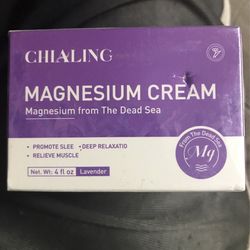 CHIALING
MAGNESIUM CREAM
Magnesium from The Dead Sea
• PROMOTE SLEE • DEEP RELAXATIO
• RELIEVE MUSCLE
From The Dead Sea
Mg
Net. Wt: 4 fl oz Lavender